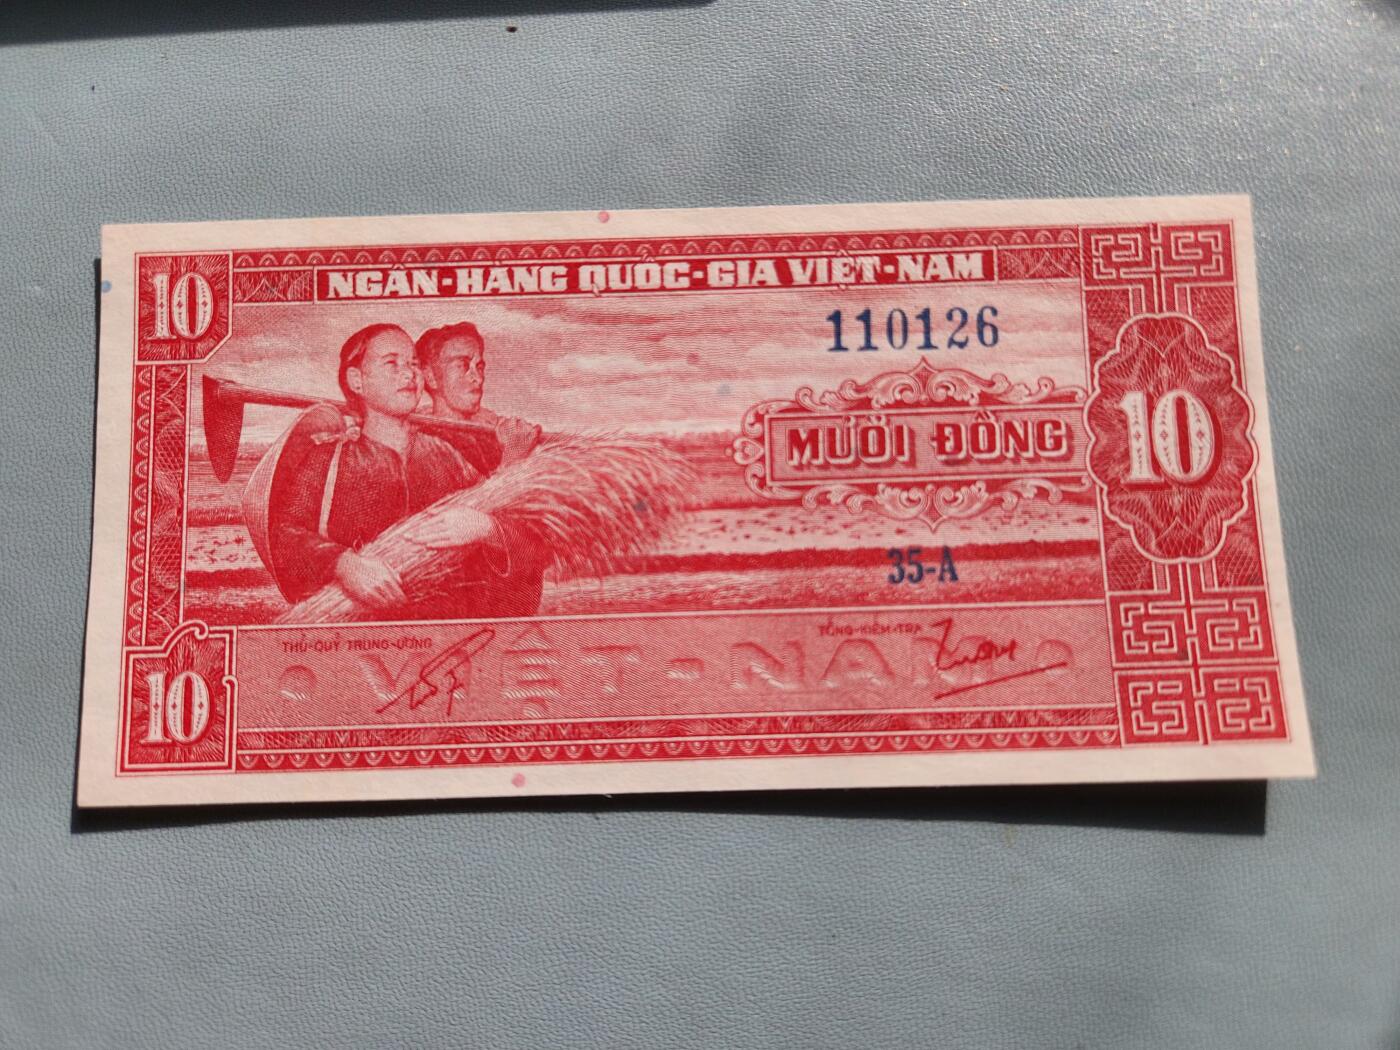 10
NGÂN-HÀNG QUỐC-GIA VIỆT-NAM
110126
MƯỜI ĐỒNG
10
35-A
THỦ-QUỸ TRUNG-ƯƠNG
TỔNG-KIỂM-TRA
VIỆT-NAM
10